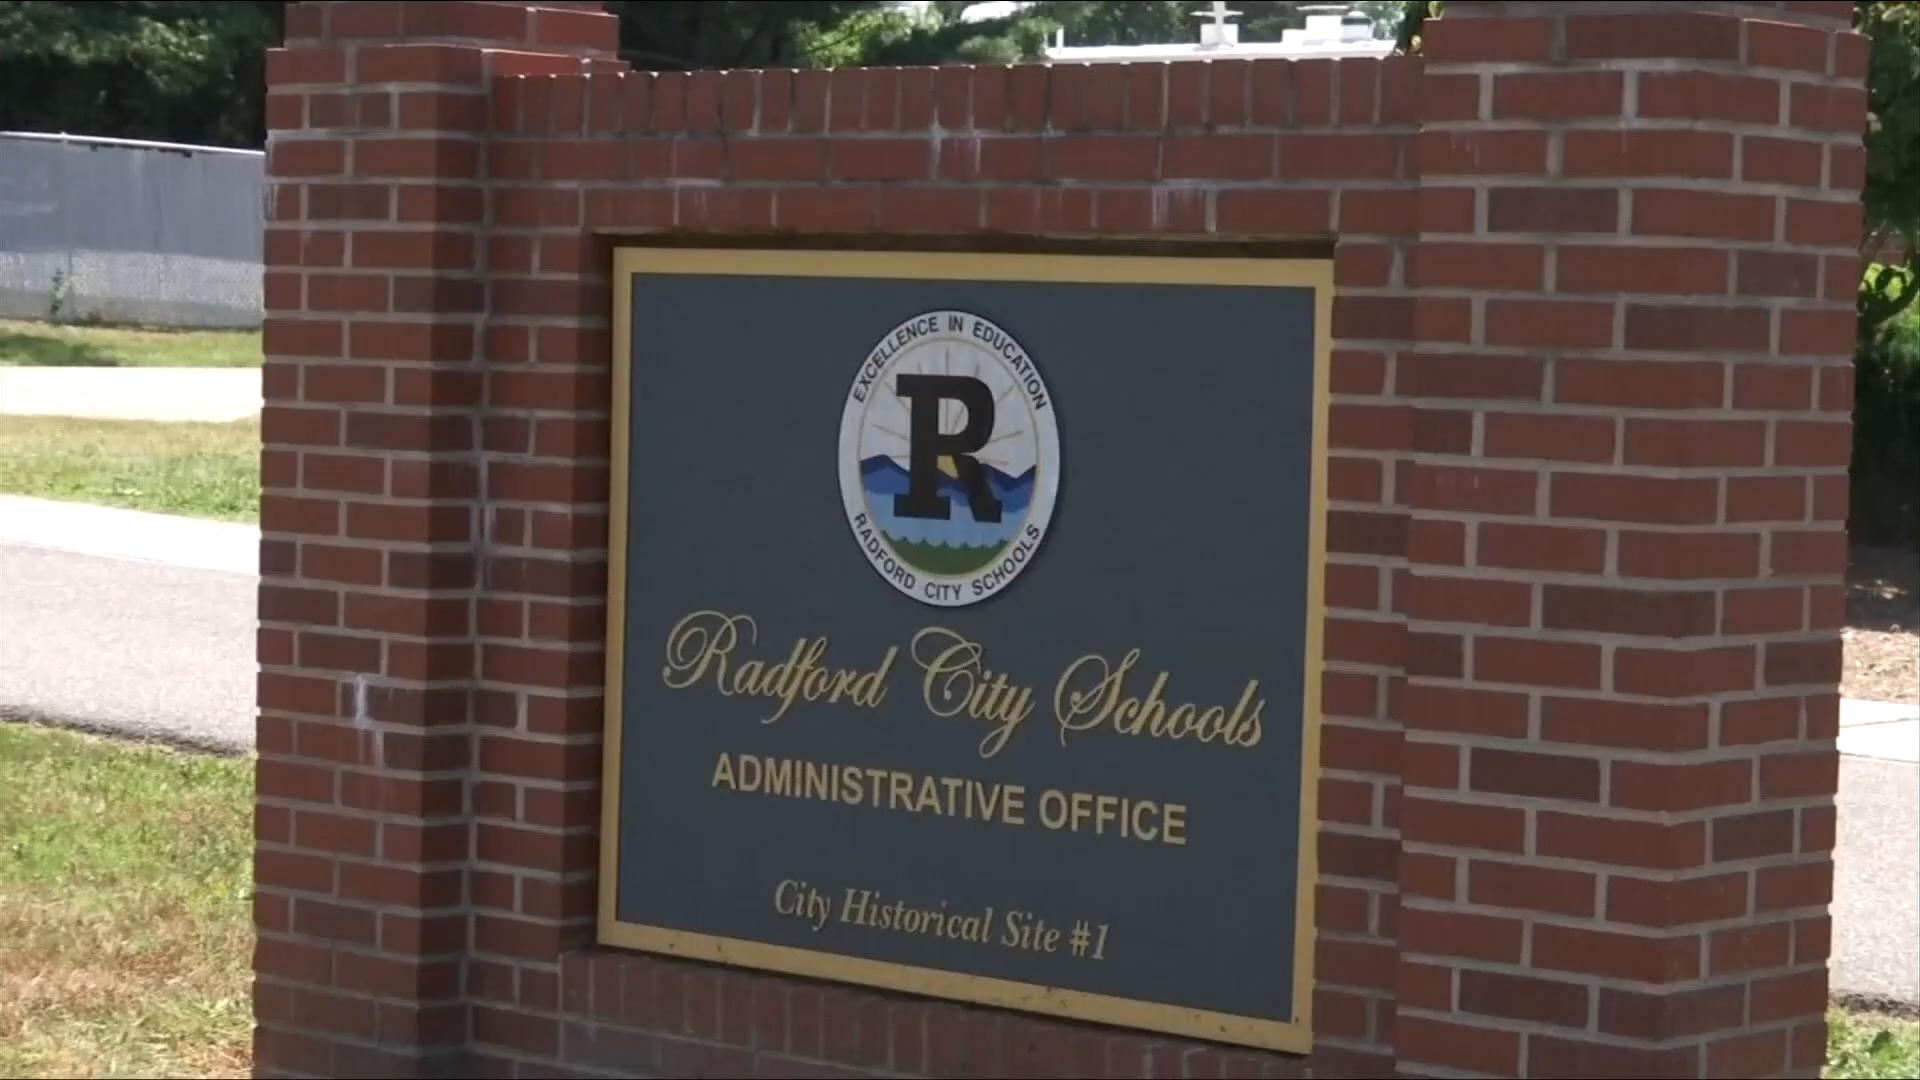 EXCELLENCE IN EDUCATION
R
RADFORD CITY SCHOOLS
Radford City Schools
ADMINISTRATIVE OFFICE
City Historical Site #1